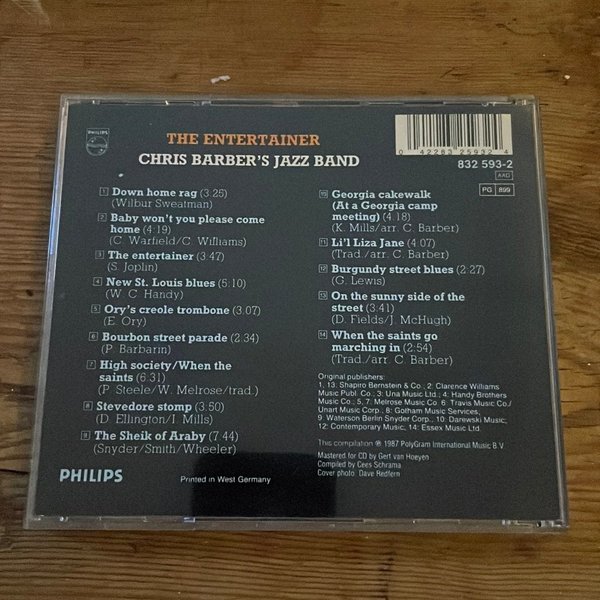 PHILIPS
THE ENTERTAINER
CHRIS BARBER'S JAZZ BAND
0 42283 25932 4
832 593-2
AAD
PG 899
1 Down home rag (3:25)
(Wilbur Sweatman)
2 Baby won't you please come
home (4:19)
(C. Warfield/C. Williams)
3 The entertainer (3:47)
(S. Joplin)
4 New St. Louis blues (5:10)
(W. C. Handy)
5 Ory's creole trombone (3.07)
(E. Ory)
6 Bourbon street parade (2.34)
(P. Barbarin)
7 High society/When the
saints (6:31)
(P. Steele/W. Melrose/trad.)
8 Stevedore stomp (3:50)
(D. Ellington/I. Mills)
9 The Sheik of Araby (7:44)
(Snyder/Smith/Wheeler)
10 Georgia cakewalk
(At a Georgia camp
meeting) (4.18)
(K. Mills/arr. C. Barber)
11 Li'l Liza Jane (4.07)
(Trad./arr. C. Barber)
12 Burgundy street blues (2:27)
(G. Lewis)
13 On the sunny side of the
street (3:41)
(D. Fields/J. McHugh)
14 When the saints go
marching in (2:54)
(Trad./arr. C. Barber)
Original publishers:
1, 13. Shapiro Bernstein & Co.; 2: Clarence Williams
Music Publ. Co.; 3: Una Music Ltd.; 4: Handy Brothers
Music Co.; 5, 7. Melrose Music Co. 6: Travis Music Co./
Unart Music Corp.; 8: Gotham Music Services;
9: Waterson Berlin Snyder Corp.; 10: Darewski Music;
12: Contemporary Music; 14: Essex Music Ltd.
This compilation ℗ 1987 PolyGram International Music B.V.
Mastered for CD by Gert van Hoeyen
Compiled by Cees Schrama
Cover photo: Dave Redfern
PHILIPS
Printed in West Germany